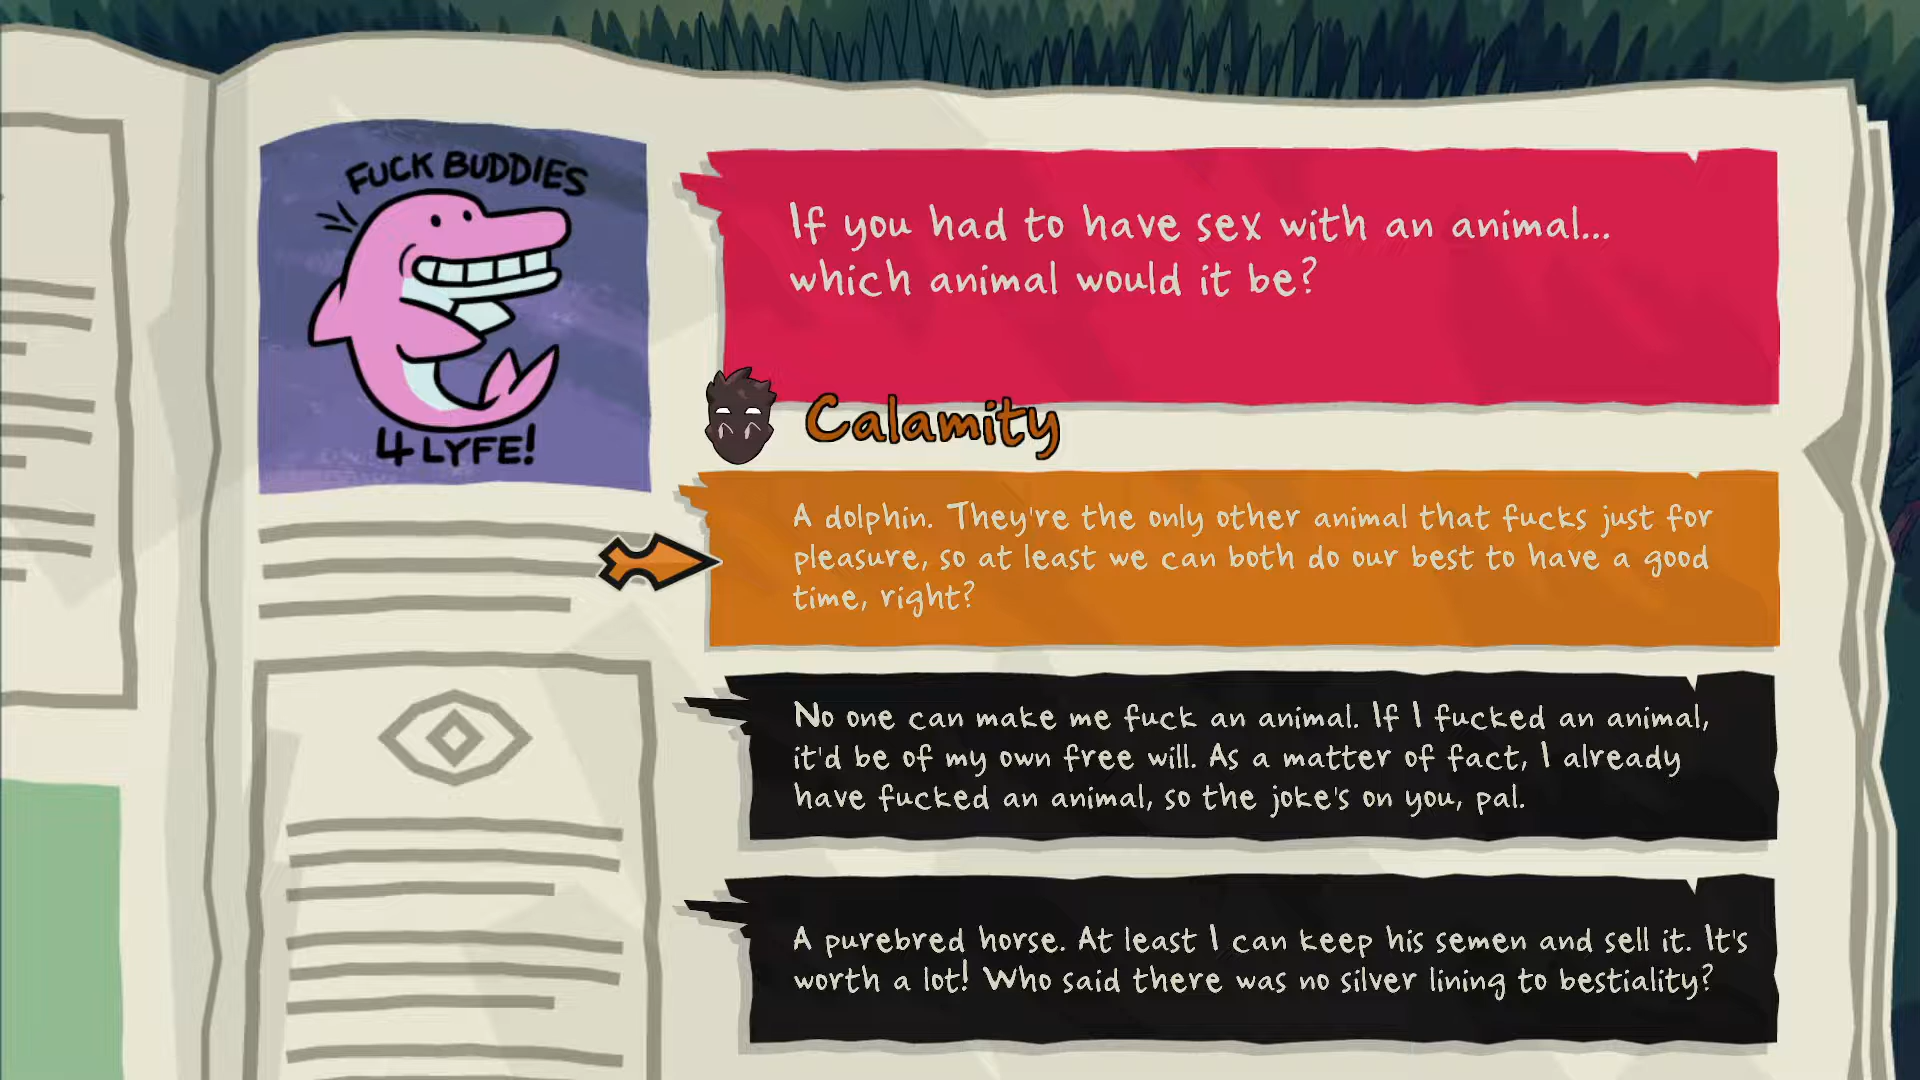 FUCK BUDDIES
4 LYFE!
If you had to have sex with an animal...
which animal would it be?
Calamity
A dolphin. They're the only other animal that fucks just for
pleasure, so at least we can both do our best to have a good
time, right?
No one can make me fuck an animal. If I fucked an animal,
it'd be of my own free will. As a matter of fact, I already
have fucked an animal, so the joke's on you, pal.
A purebred horse. At least I can keep his semen and sell it. It's
worth a lot! Who said there was no silver lining to bestiality?